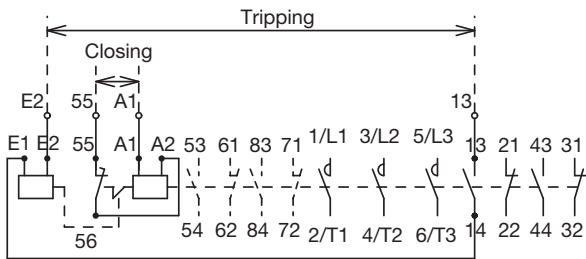 Tripping
Closing
E2 55 A1 13
E1 E2 55 A1 A2 53 61 83 71 1/L1 3/L2 5/L3 13 21 43 31
56 54 62 84 72 2/T1 4/T2 6/T3 14 22 44 32